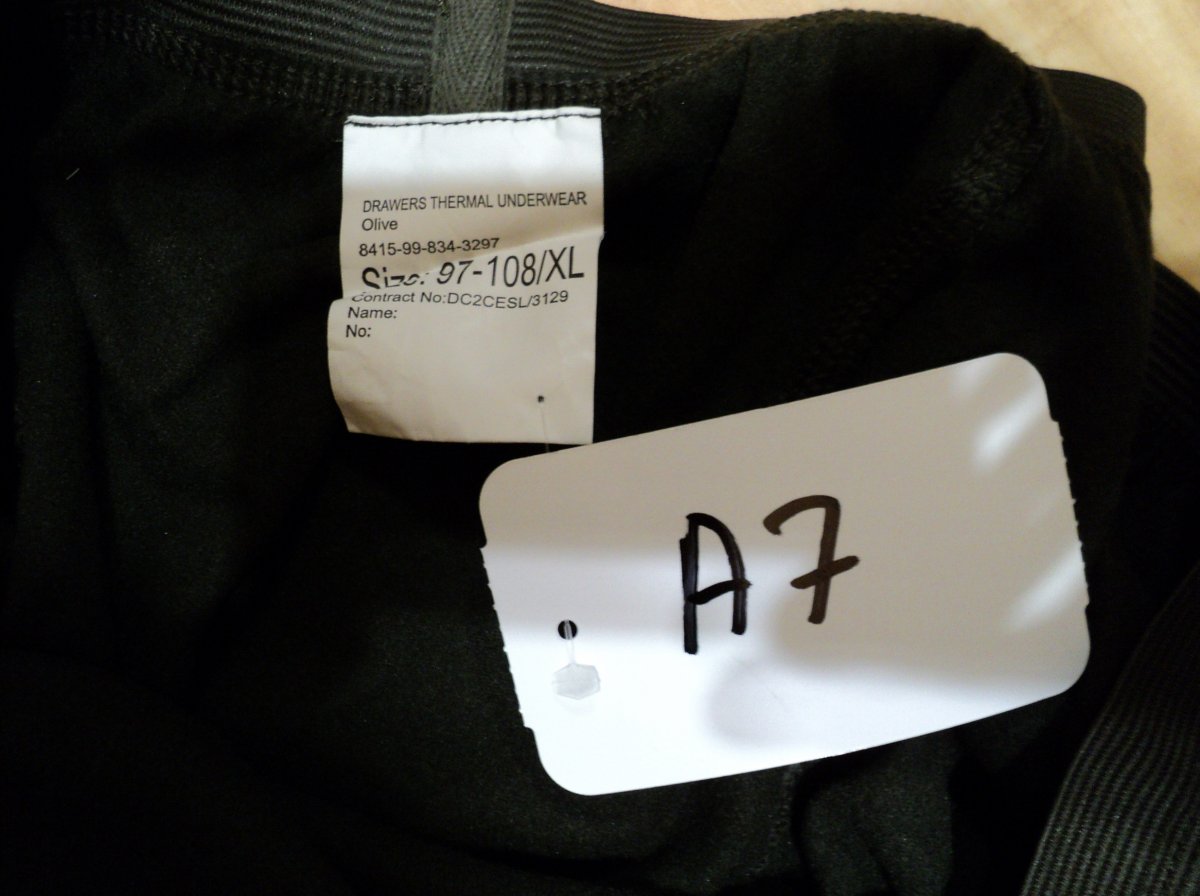 DRAWERS THERMAL UNDERWEAR
Olive
8415-99-834-3297
Size: 97-108/XL
Contract No:DC2CESL/3129
Name:
No:
A7